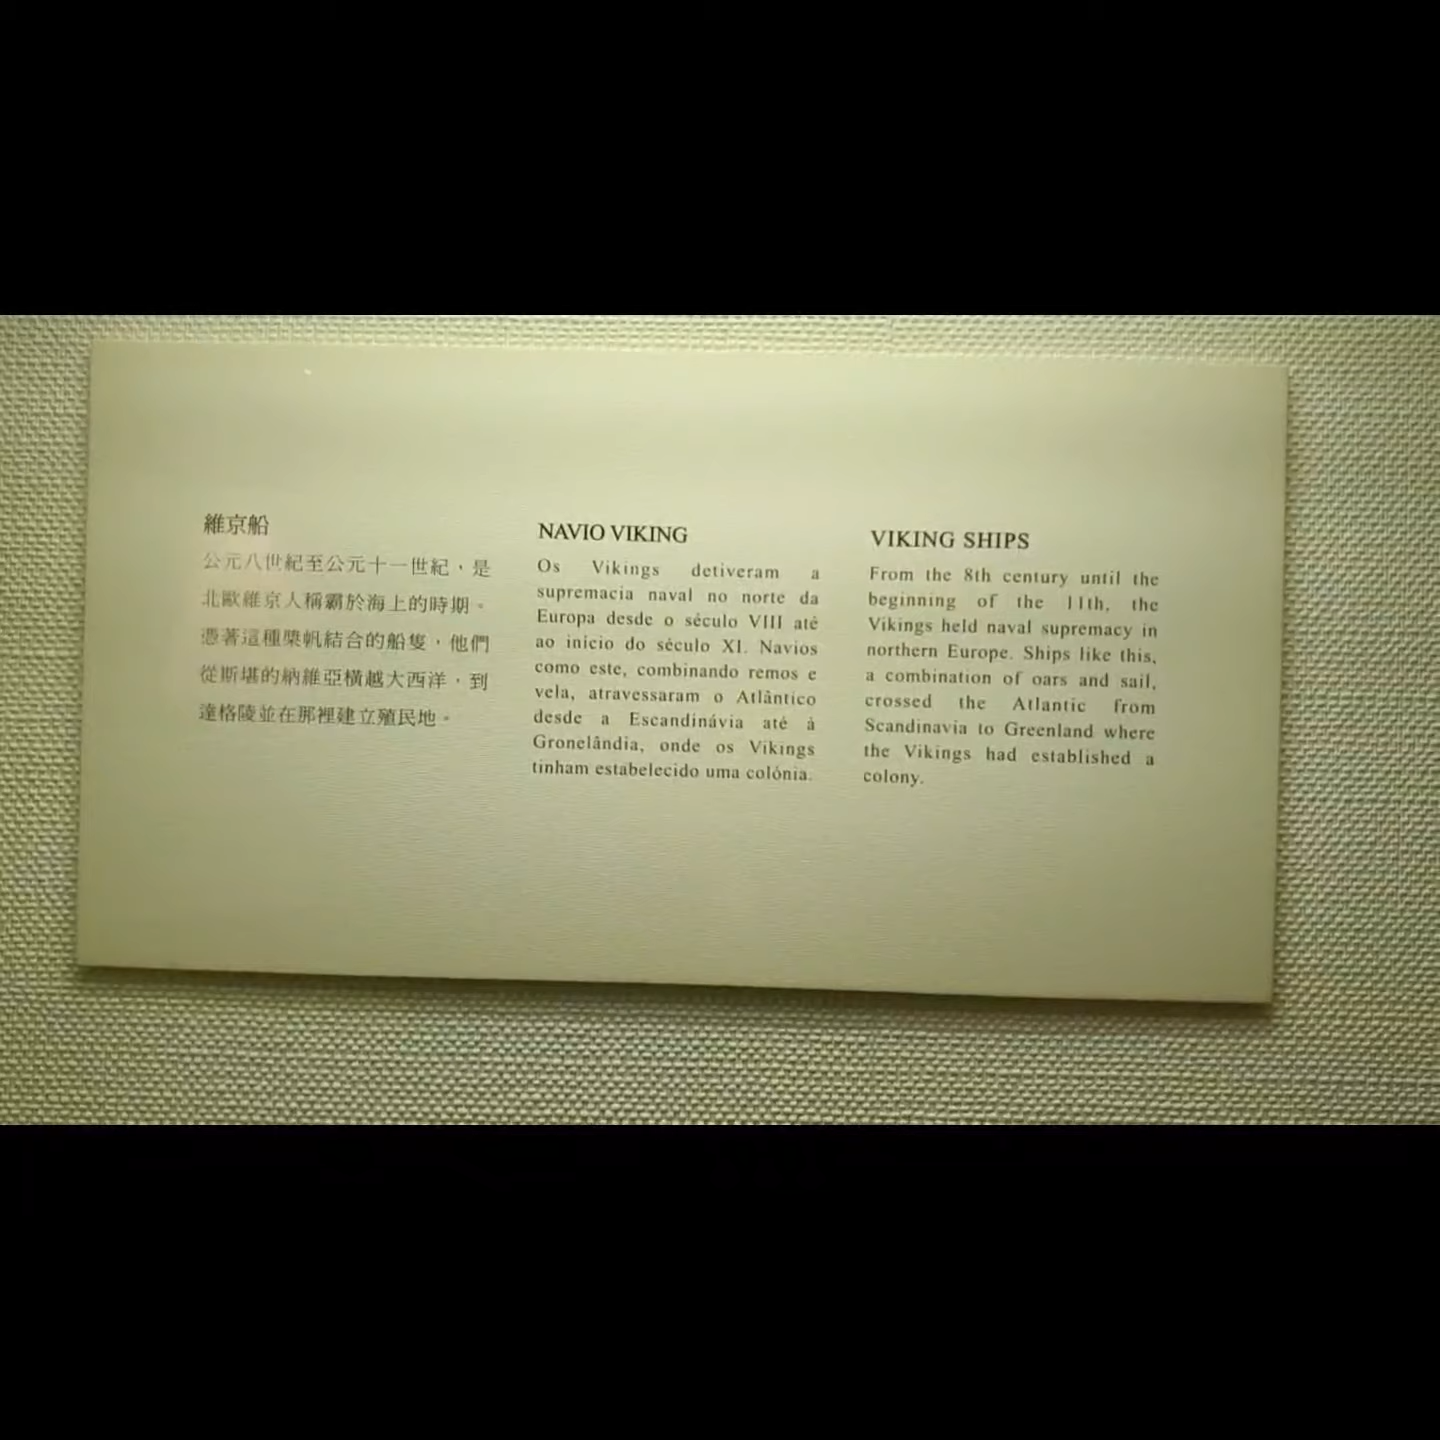 維京船
公元八世紀至公元十一世紀，是
北歐維京人稱霸於海上的時期。
憑著這種槳帆結合的船隻，他們
從斯堪的納維亞橫越大西洋，到
達格陵並在那裡建立殖民地。
NAVIO VIKING
Os Vikings detiveram a
supremacia naval no norte da
Europa desde o século VIII até
ao início do século XI. Navios
como este, combinando remos e
vela, atravessaram o Atlântico
desde a Escandinávia até à
Gronelândia, onde os Vikings
tinham estabelecido uma colónia.
VIKING SHIPS
From the 8th century until the
beginning of the 11th, the
Vikings held naval supremacy in
northern Europe. Ships like this,
a combination of oars and sail,
crossed the Atlantic from
Scandinavia to Greenland where
the Vikings had established a
colony.